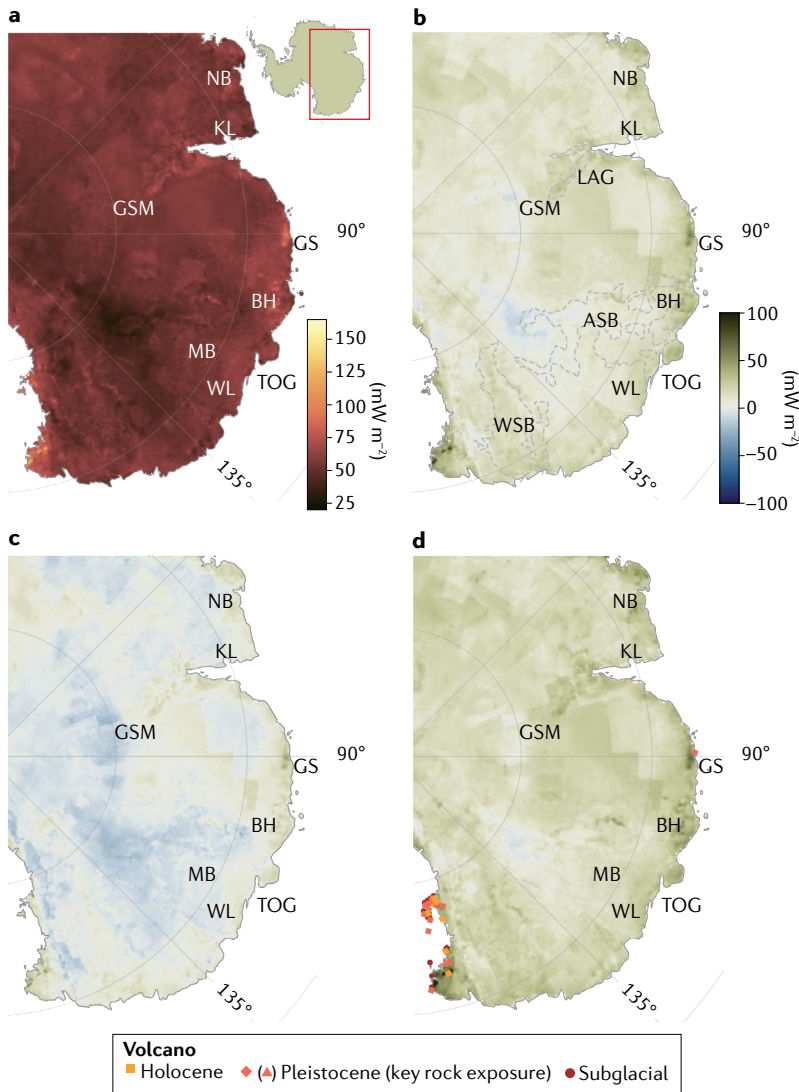 a
NB
KL
GSM
GS
90°
BH
MB
WL
TOG
135°
150
125
100
75
50
25
(mW m⁻²)
b
NB
KL
LAG
GSM
GS
BH
ASB
WL
TOG
WSB
100
50
0
−50
−100
(mW m⁻²)
c
NB
KL
GSM
90°
GS
BH
MB
WL
TOG
135°
d
NB
KL
GSM
90°
GS
BH
MB
WL
TOG
135°
Volcano
Holocene
( ) Pleistocene (key rock exposure)
Subglacial